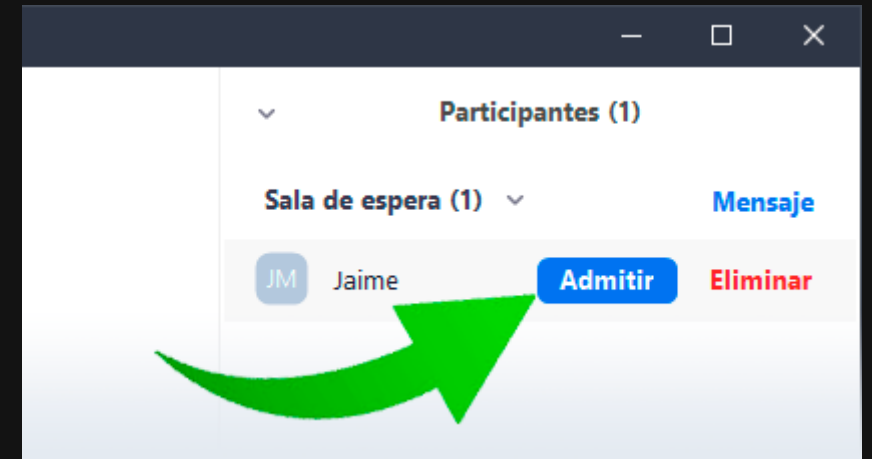 Participantes (1)
Sala de espera (1) Mensaje
JM Jaime Admitir Eliminar